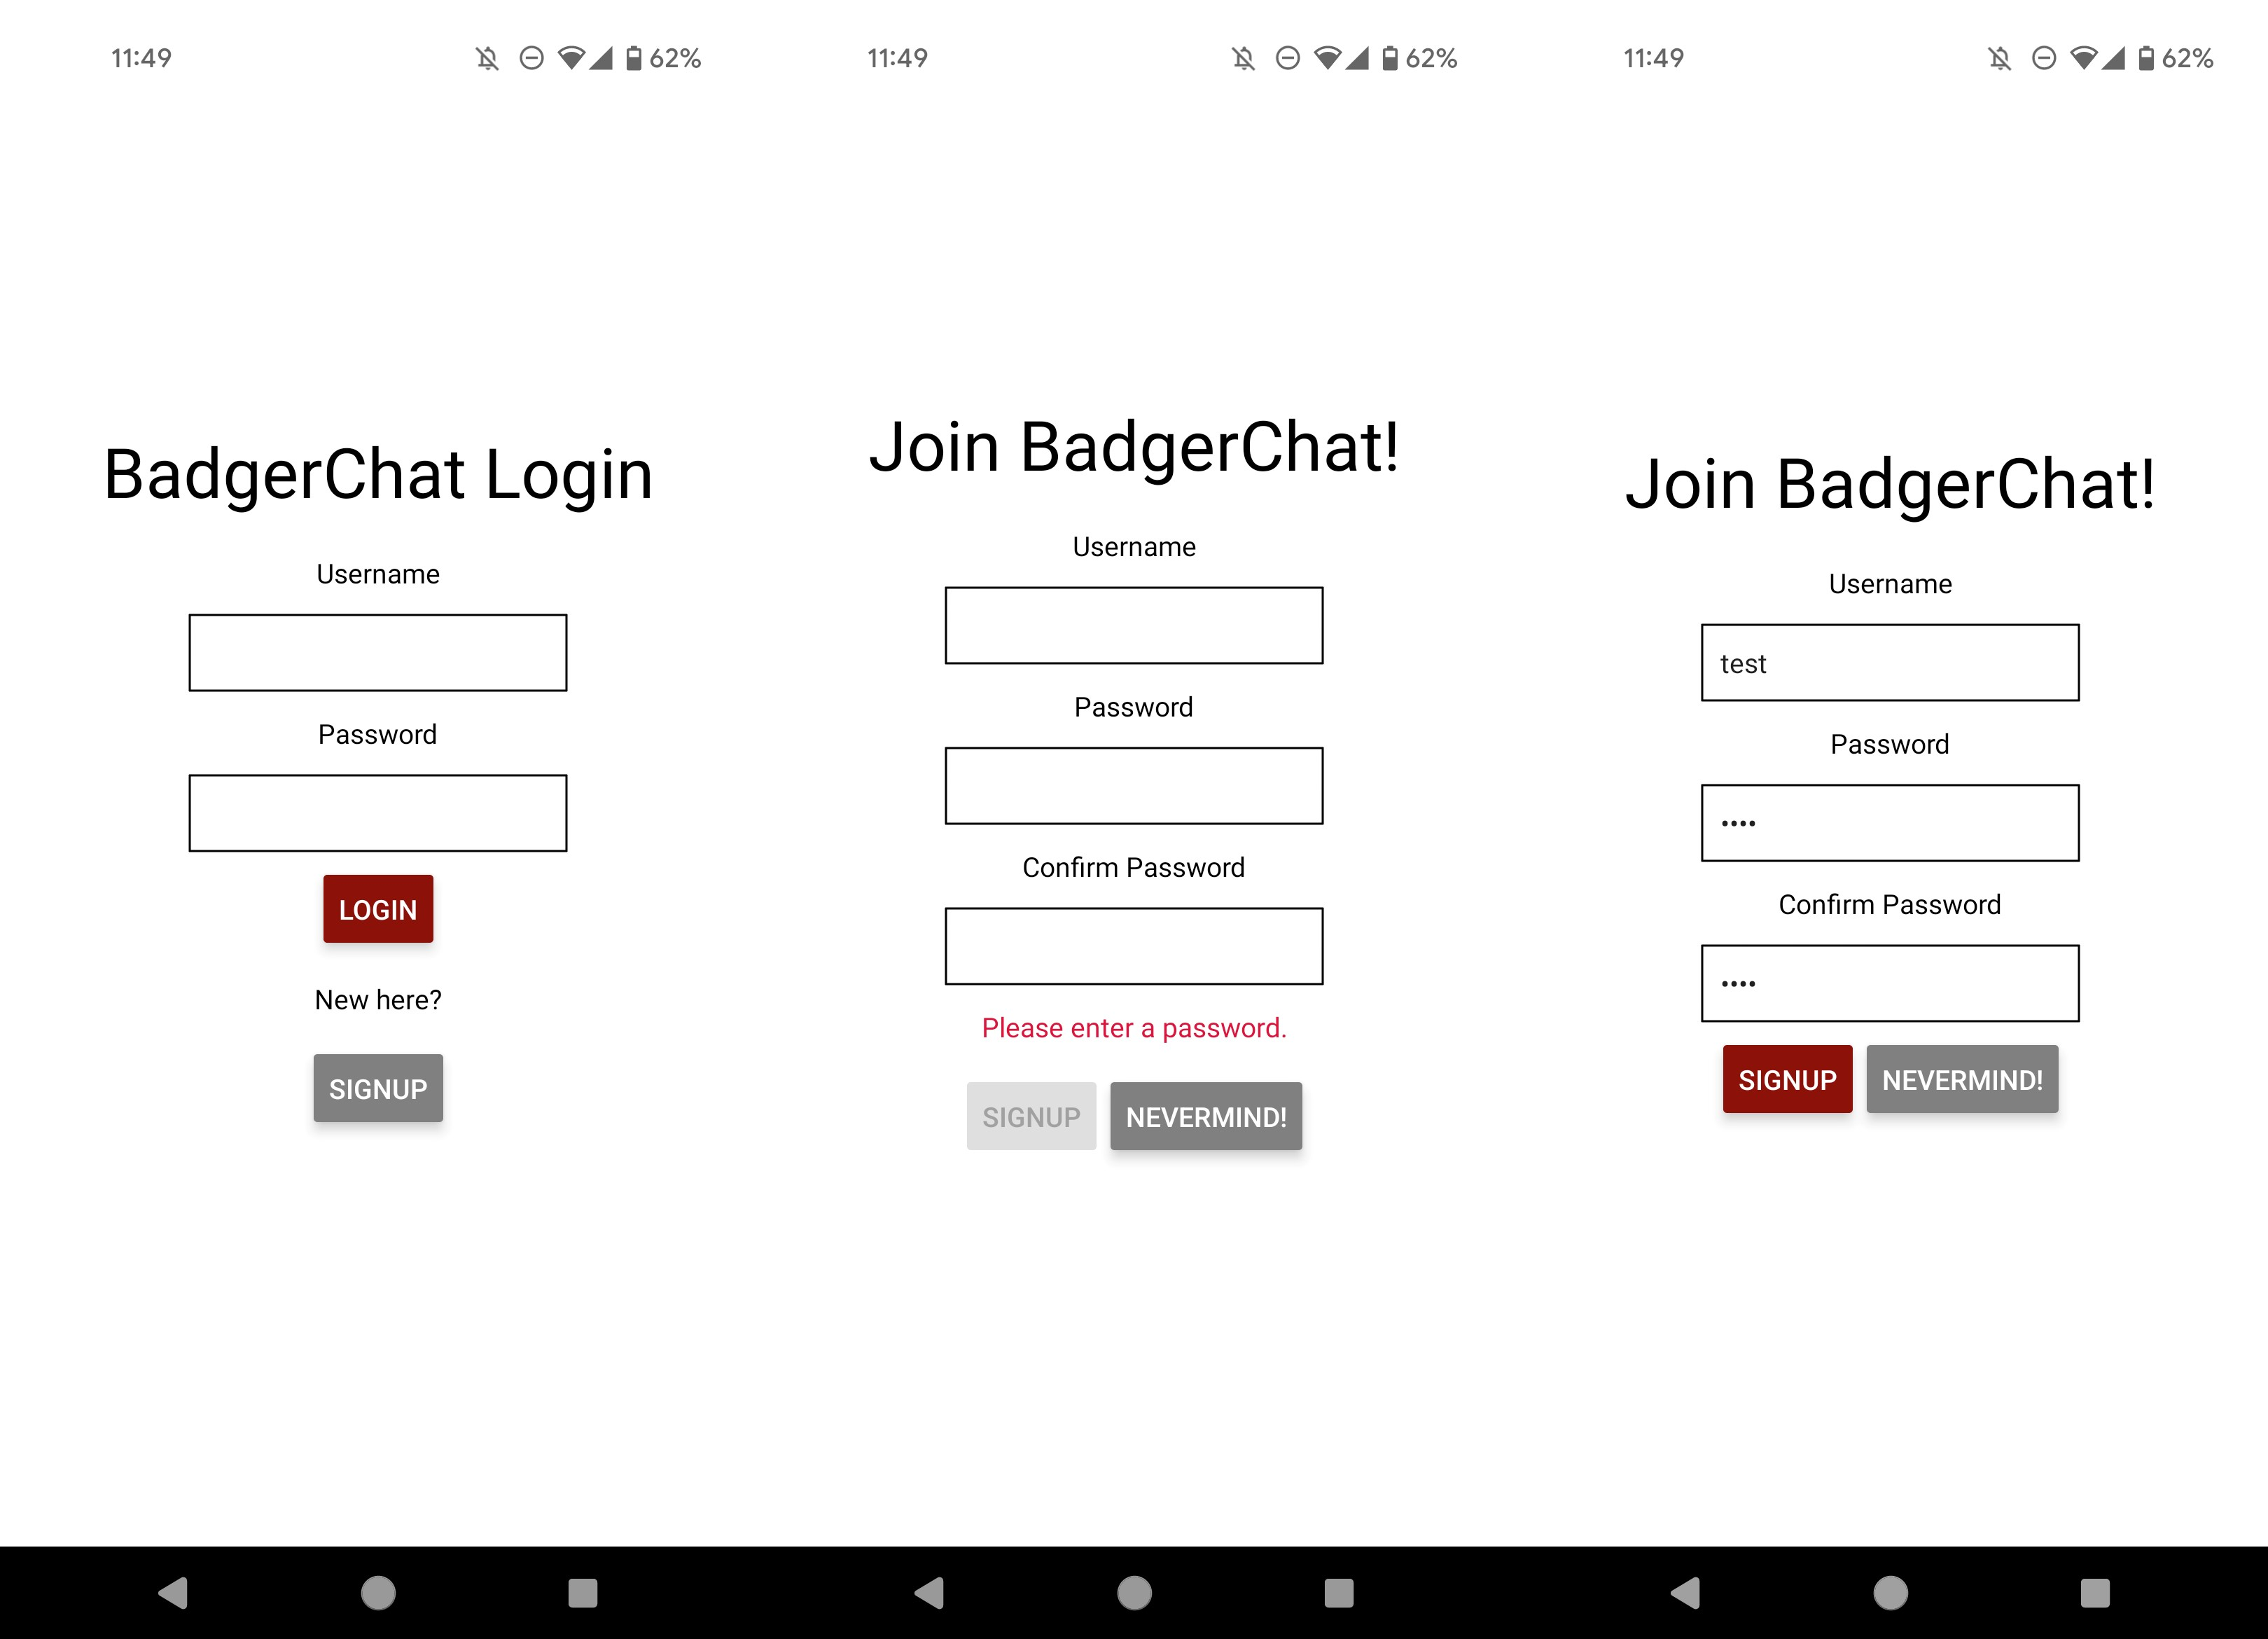 11:49
62%
BadgerChat Login
Username
Password
LOGIN
New here?
SIGNUP
11:49
62%
Join BadgerChat!
Username
Password
Confirm Password
Please enter a password.
SIGNUP NEVERMIND!
11:49
62%
Join BadgerChat!
Username
test
Password
••••
Confirm Password
••••
SIGNUP NEVERMIND!